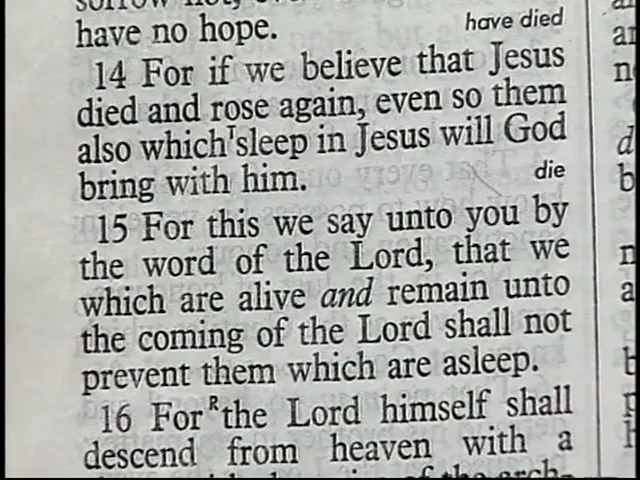 have no hope.
have died
14 For if we believe that Jesus
died and rose again, even so them
also which ᵀsleep in Jesus will God
bring with him.
die
15 For this we say unto you by
the word of the Lord, that we
which are alive and remain unto
the coming of the Lord shall not
prevent them which are asleep.
16 For ᴿthe Lord himself shall
descend from heaven with a